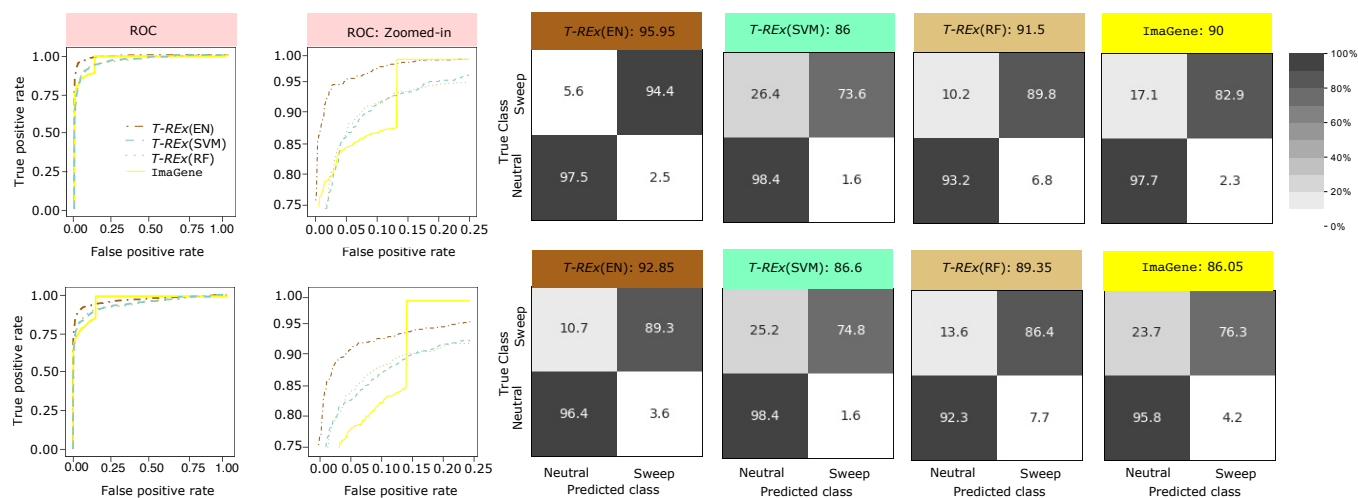 ROC
ROC: Zoomed-in
T-REx(EN): 95.95
T-REx(SVM): 86
T-REx(RF): 91.5
ImaGene: 90
True positive rate
1.00
0.75
0.50
0.25
0.00
0.00 0.25 0.50 0.75 1.00
False positive rate
T-REx(EN)
T-REx(SVM)
T-REx(RF)
ImaGene
1.00
0.95
0.90
0.85
0.80
0.75
0.00 0.05 0.10 0.15 0.20 0.25
False positive rate
True Class
Sweep
Neutral
5.6 94.4
97.5 2.5
26.4 73.6
98.4 1.6
10.2 89.8
93.2 6.8
17.1 82.9
97.7 2.3
100%
80%
60%
40%
20%
0%
T-REx(EN): 92.85
T-REx(SVM): 86.6
T-REx(RF): 89.35
ImaGene: 86.05
True positive rate
1.00
0.75
0.50
0.25
0.00
0.00 0.25 0.50 0.75 1.00
False positive rate
1.00
0.95
0.90
0.85
0.80
0.75
0.00 0.05 0.10 0.15 0.20 0.25
False positive rate
True Class
Sweep
Neutral
10.7 89.3
96.4 3.6
25.2 74.8
98.4 1.6
13.6 86.4
92.3 7.7
23.7 76.3
95.8 4.2
Neutral Sweep
Predicted class
Neutral Sweep
Predicted class
Neutral Sweep
Predicted class
Neutral Sweep
Predicted class